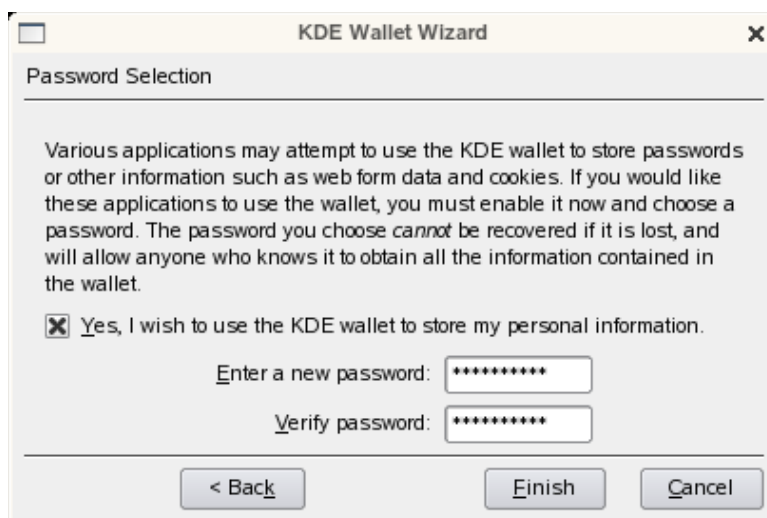 KDE Wallet Wizard
Password Selection
Various applications may attempt to use the KDE wallet to store passwords
or other information such as web form data and cookies. If you would like
these applications to use the wallet, you must enable it now and choose a
password. The password you choose cannot be recovered if it is lost, and
will allow anyone who knows it to obtain all the information contained in
the wallet.
Yes, I wish to use the KDE wallet to store my personal information.
Enter a new password: **********
Verify password: **********
< Back Finish Cancel